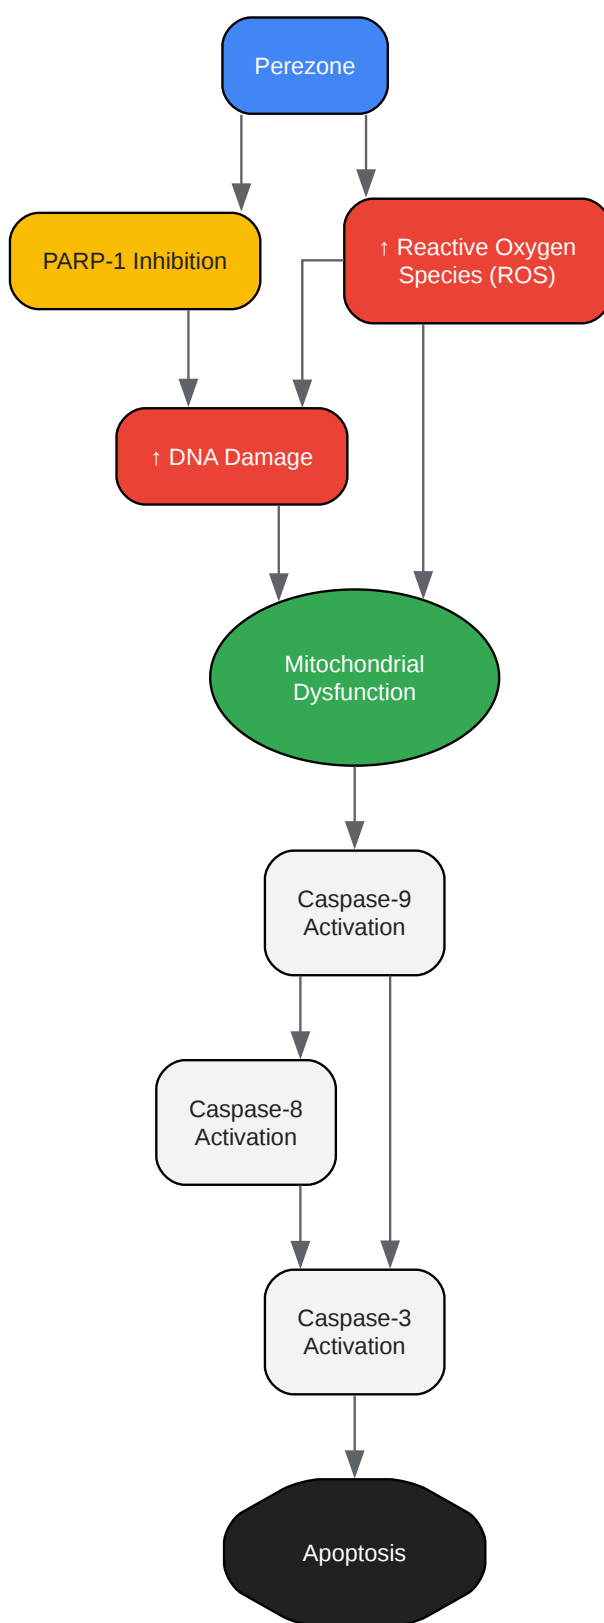 Perezone
PARP-1 Inhibition
↑ Reactive Oxygen
Species (ROS)
↑ DNA Damage
Mitochondrial
Dysfunction
Caspase-9
Activation
Caspase-8
Activation
Caspase-3
Activation
Apoptosis